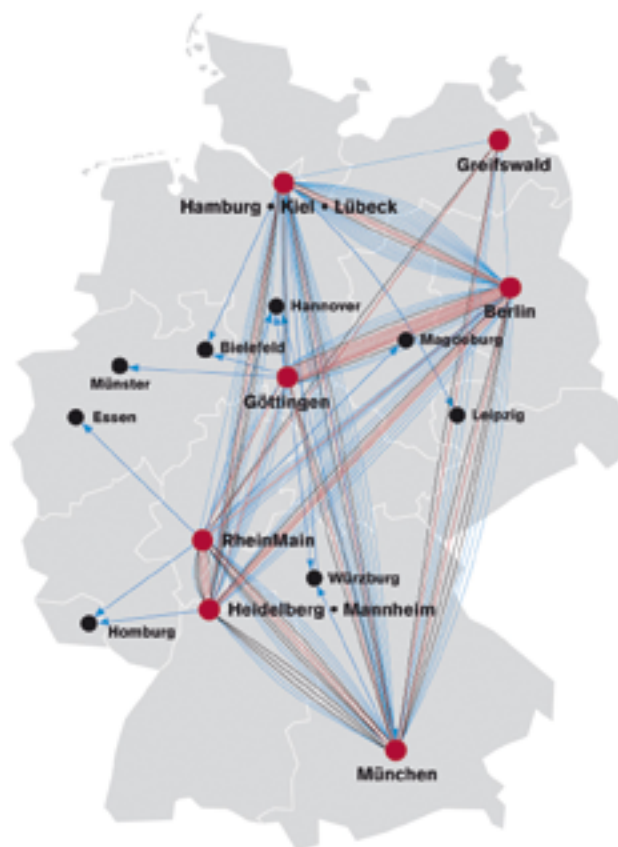 Greifswald
Hamburg • Kiel • Lübeck
Hannover
Berlin
Magdeburg
Bielefeld
Münster
Göttingen
Essen
Leipzig
RheinMain
Würzburg
Heidelberg • Mannheim
Homburg
München